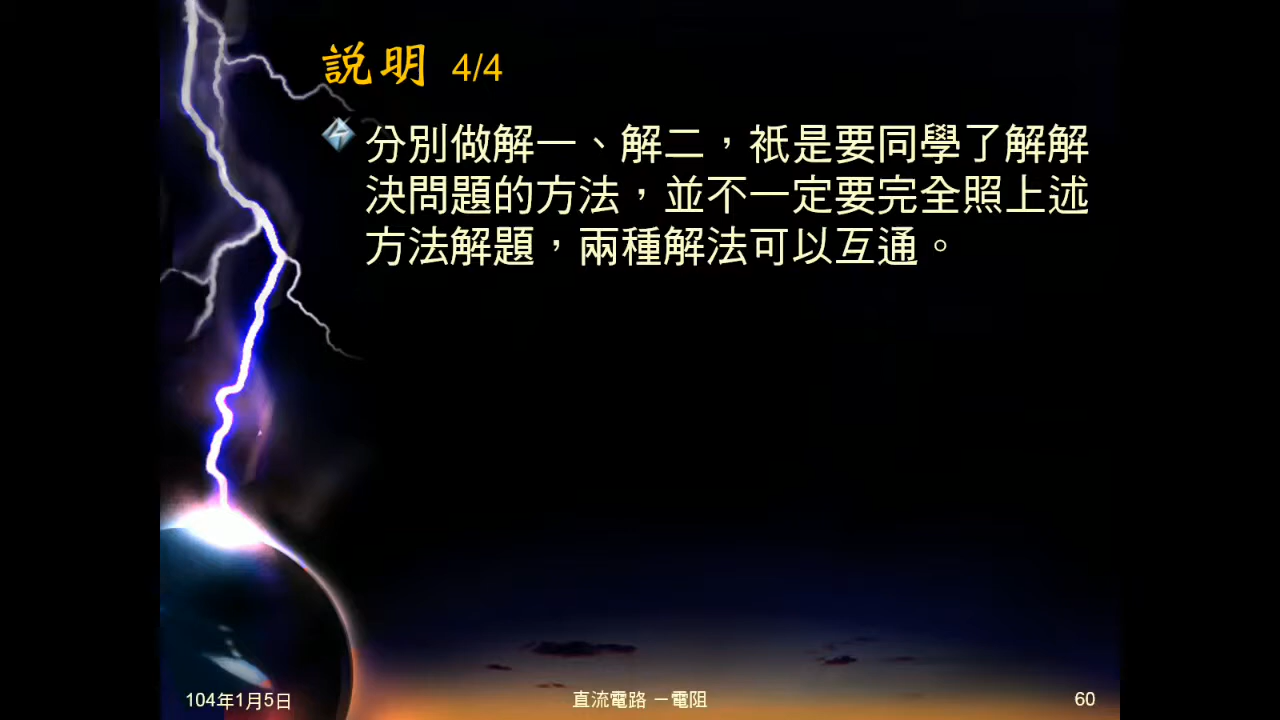 説明 4/4
分別做解一、解二，祇是要同學了解解
決問題的方法，並不一定要完全照上述
方法解題，兩種解法可以互通。
104年1月5日
直流電路 －電阻
60